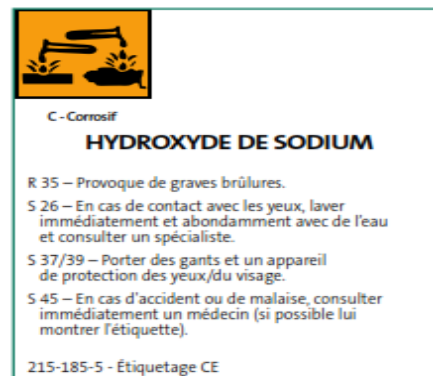 C - Corrosif
HYDROXYDE DE SODIUM
R 35 – Provoque de graves brûlures.
S 26 – En cas de contact avec les yeux, laver
immédiatement et abondamment avec de l'eau
et consulter un spécialiste.
S 37/39 – Porter des gants et un appareil
de protection des yeux/du visage.
S 45 – En cas d'accident ou de malaise, consulter
immédiatement un médecin (si possible lui
montrer l'étiquette).
215-185-5 - Étiquetage CE